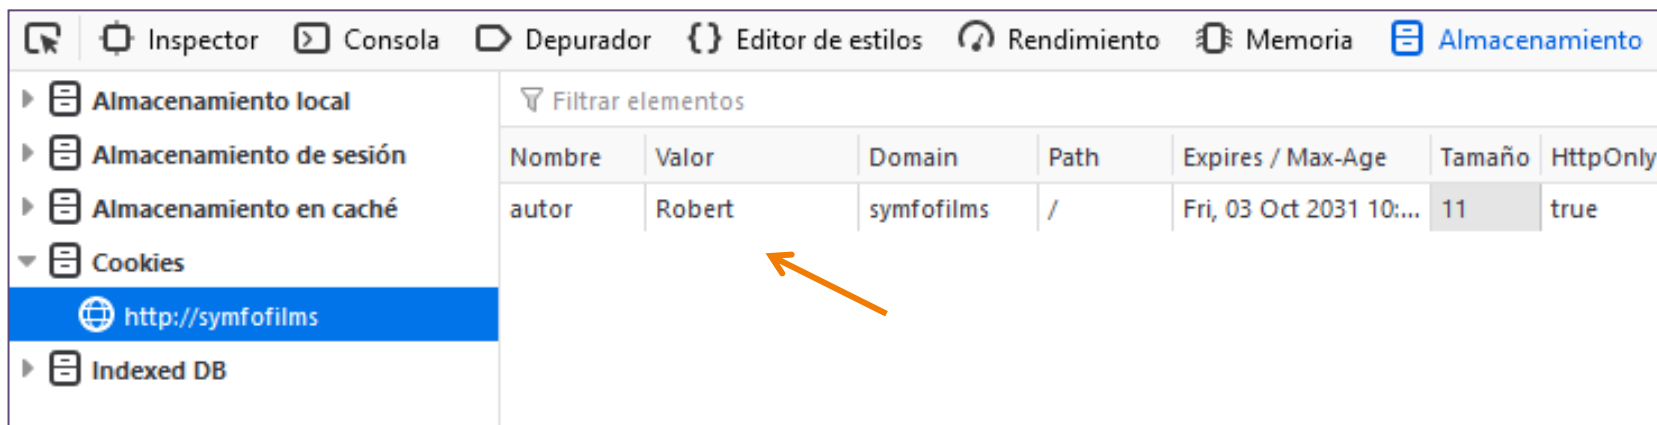 Inspector Consola Depurador Editor de estilos Rendimiento Memoria Almacenamiento
Almacenamiento local
Almacenamiento de sesión
Almacenamiento en caché
Cookies
http://symfofilms
Indexed DB
Filtrar elementos
Nombre Valor Domain Path Expires / Max-Age Tamaño HttpOnly
autor Robert symfofilms / Fri, 03 Oct 2031 10:... 11 true